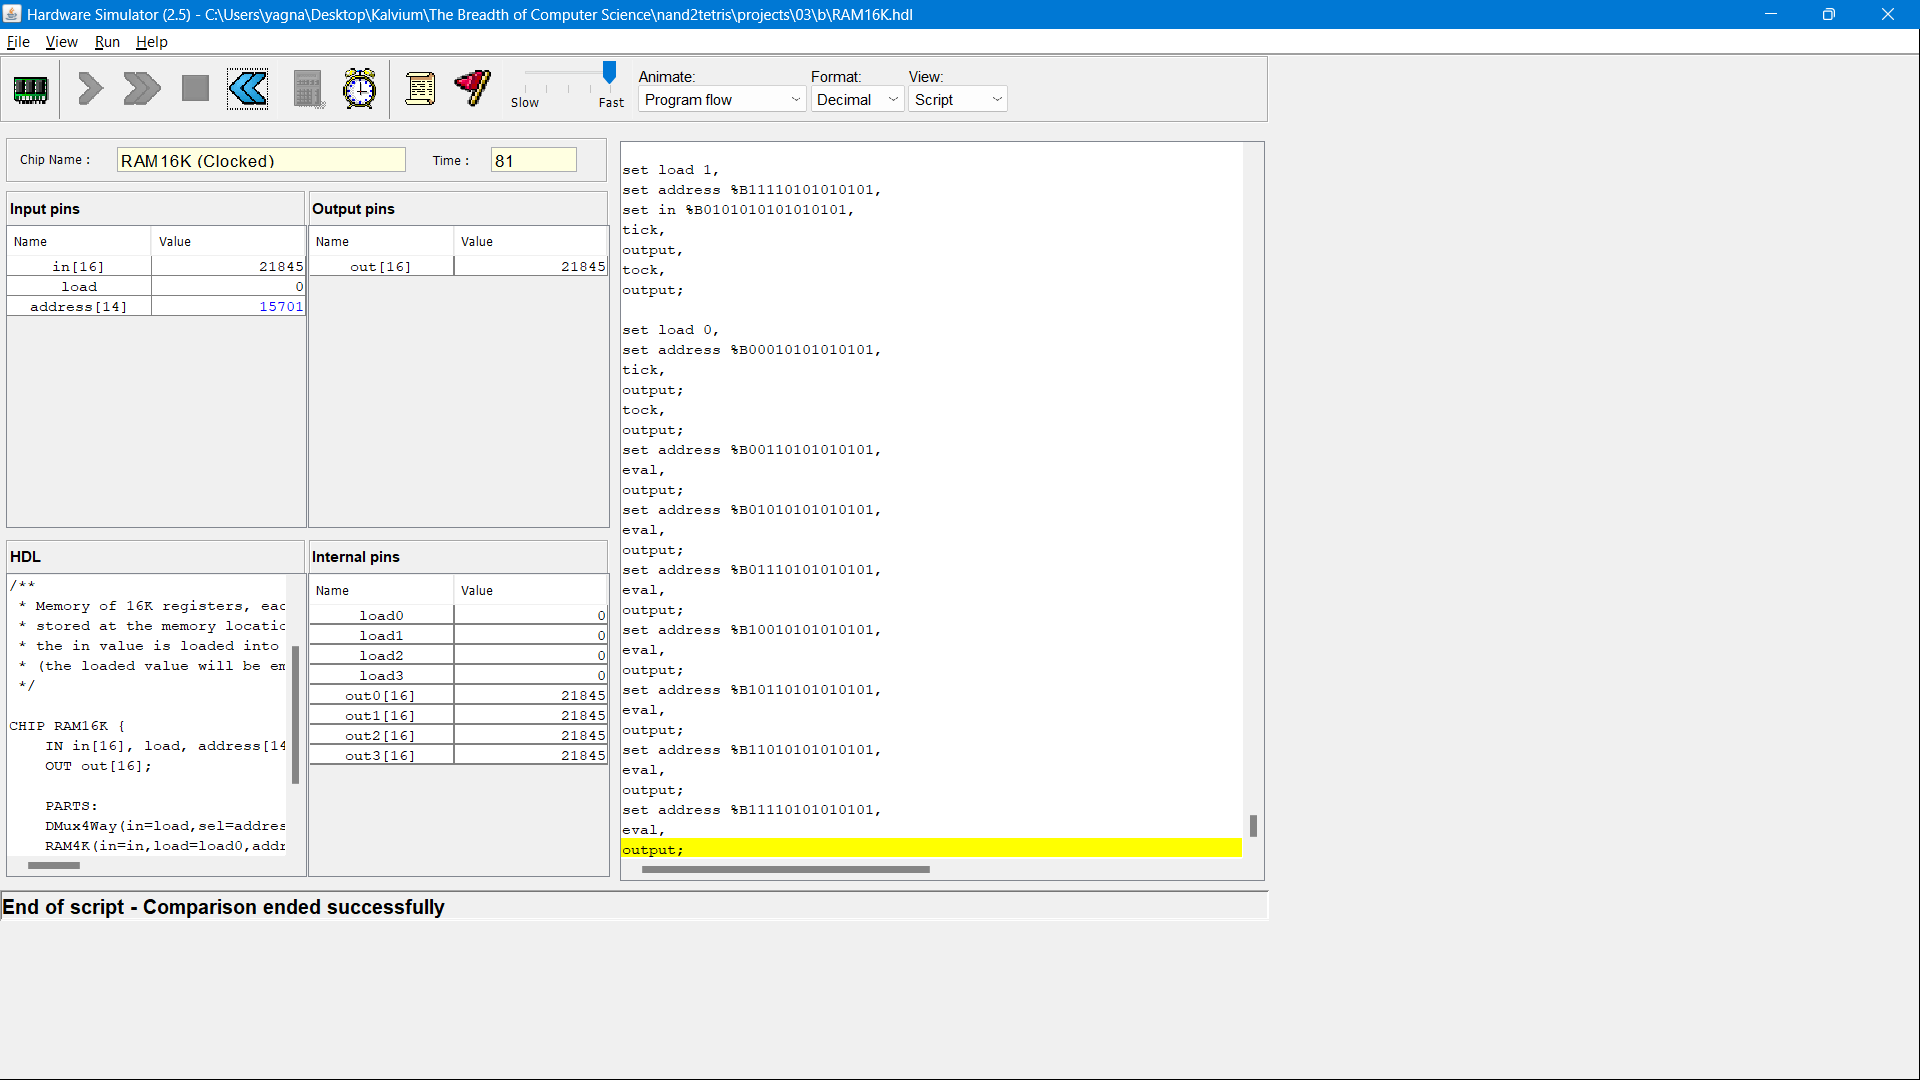 Hardware Simulator (2.5) - C:\Users\yagna\Desktop\Kalvium\The Breadth of Computer Science\nand2tetris\projects\03\b\RAM16K.hdl
File View Run Help
Slow Fast
Animate: Format: View:
Program flow Decimal Script
Chip Name : RAM16K (Clocked) Time : 81
Input pins
Name Value
in[16] 21845
load 0
address[14] 15701
Output pins
Name Value
out[16] 21845
HDL
/**
* Memory of 16K registers, eac
* stored at the memory locatio
* the in value is loaded into
* (the loaded value will be em
*/
CHIP RAM16K {
IN in[16], load, address[14
OUT out[16];
PARTS:
DMux4Way(in=load,sel=addres
RAM4K(in=in,load=load0,addr
Internal pins
Name Value
load0 0
load1 0
load2 0
load3 0
out0[16] 21845
out1[16] 21845
out2[16] 21845
out3[16] 21845
set load 1,
set address %B11110101010101,
set in %B0101010101010101,
tick,
output,
tock,
output;
set load 0,
set address %B00010101010101,
tick,
output;
tock,
output;
set address %B00110101010101,
eval,
output;
set address %B01010101010101,
eval,
output;
set address %B01110101010101,
eval,
output;
set address %B10010101010101,
eval,
output;
set address %B10110101010101,
eval,
output;
set address %B11010101010101,
eval,
output;
set address %B11110101010101,
eval,
output;
End of script - Comparison ended successfully